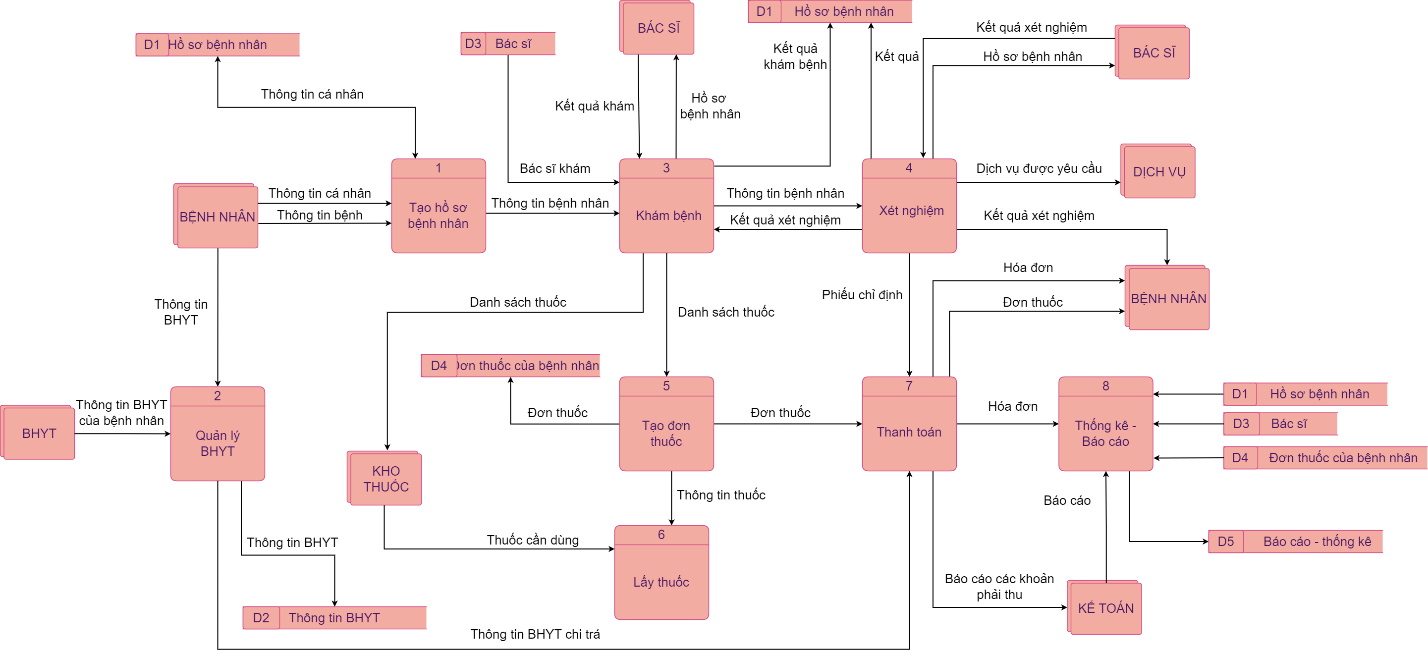 D1 Hồ sơ bệnh nhân
D3 Bác sĩ
BÁC SĨ
D1 Hồ sơ bệnh nhân
Kết quả xét nghiệm
BÁC SĨ
Hồ sơ bệnh nhân
Kết quả
khám bệnh
Kết quả
Thông tin cá nhân
Kết quá khám
Hồ sơ
bệnh nhân
Bác sĩ khám
1
Tạo hồ sơ
bệnh nhân
3
Khám bệnh
4
Xét nghiệm
Dịch vụ được yêu cầu
DỊCH VỤ
BỆNH NHÂN
Thông tin cá nhân
Thông tin bệnh
Thông tin bệnh nhân
Thông tin bệnh nhân
Kết quả xét nghiệm
Kết quả xét nghiệm
Thông tin
BHYT
Danh sách thuốc
Danh sách thuốc
Phiếu chỉ định
Hóa đơn
Đơn thuốc
BỆNH NHÂN
D4 Đơn thuốc của bệnh nhân
Đơn thuốc
5
Tạo đơn
thuốc
Đơn thuốc
7
Thanh toán
Hóa đơn
8
Thống kê -
Báo cáo
D1 Hồ sơ bệnh nhân
D3 Bác sĩ
D4 Đơn thuốc của bệnh nhân
BHYT
Thông tin BHYT
của bệnh nhân
2
Quản lý
BHYT
KHO
THUỐC
Thông tin thuốc
Báo cáo
D5 Báo cáo - thống kê
Thông tin BHYT
Thuốc cần dùng
6
Lấy thuốc
Báo cáo các khoản
phải thu
KẾ TOÁN
D2 Thông tin BHYT
Thông tin BHYT chi trá